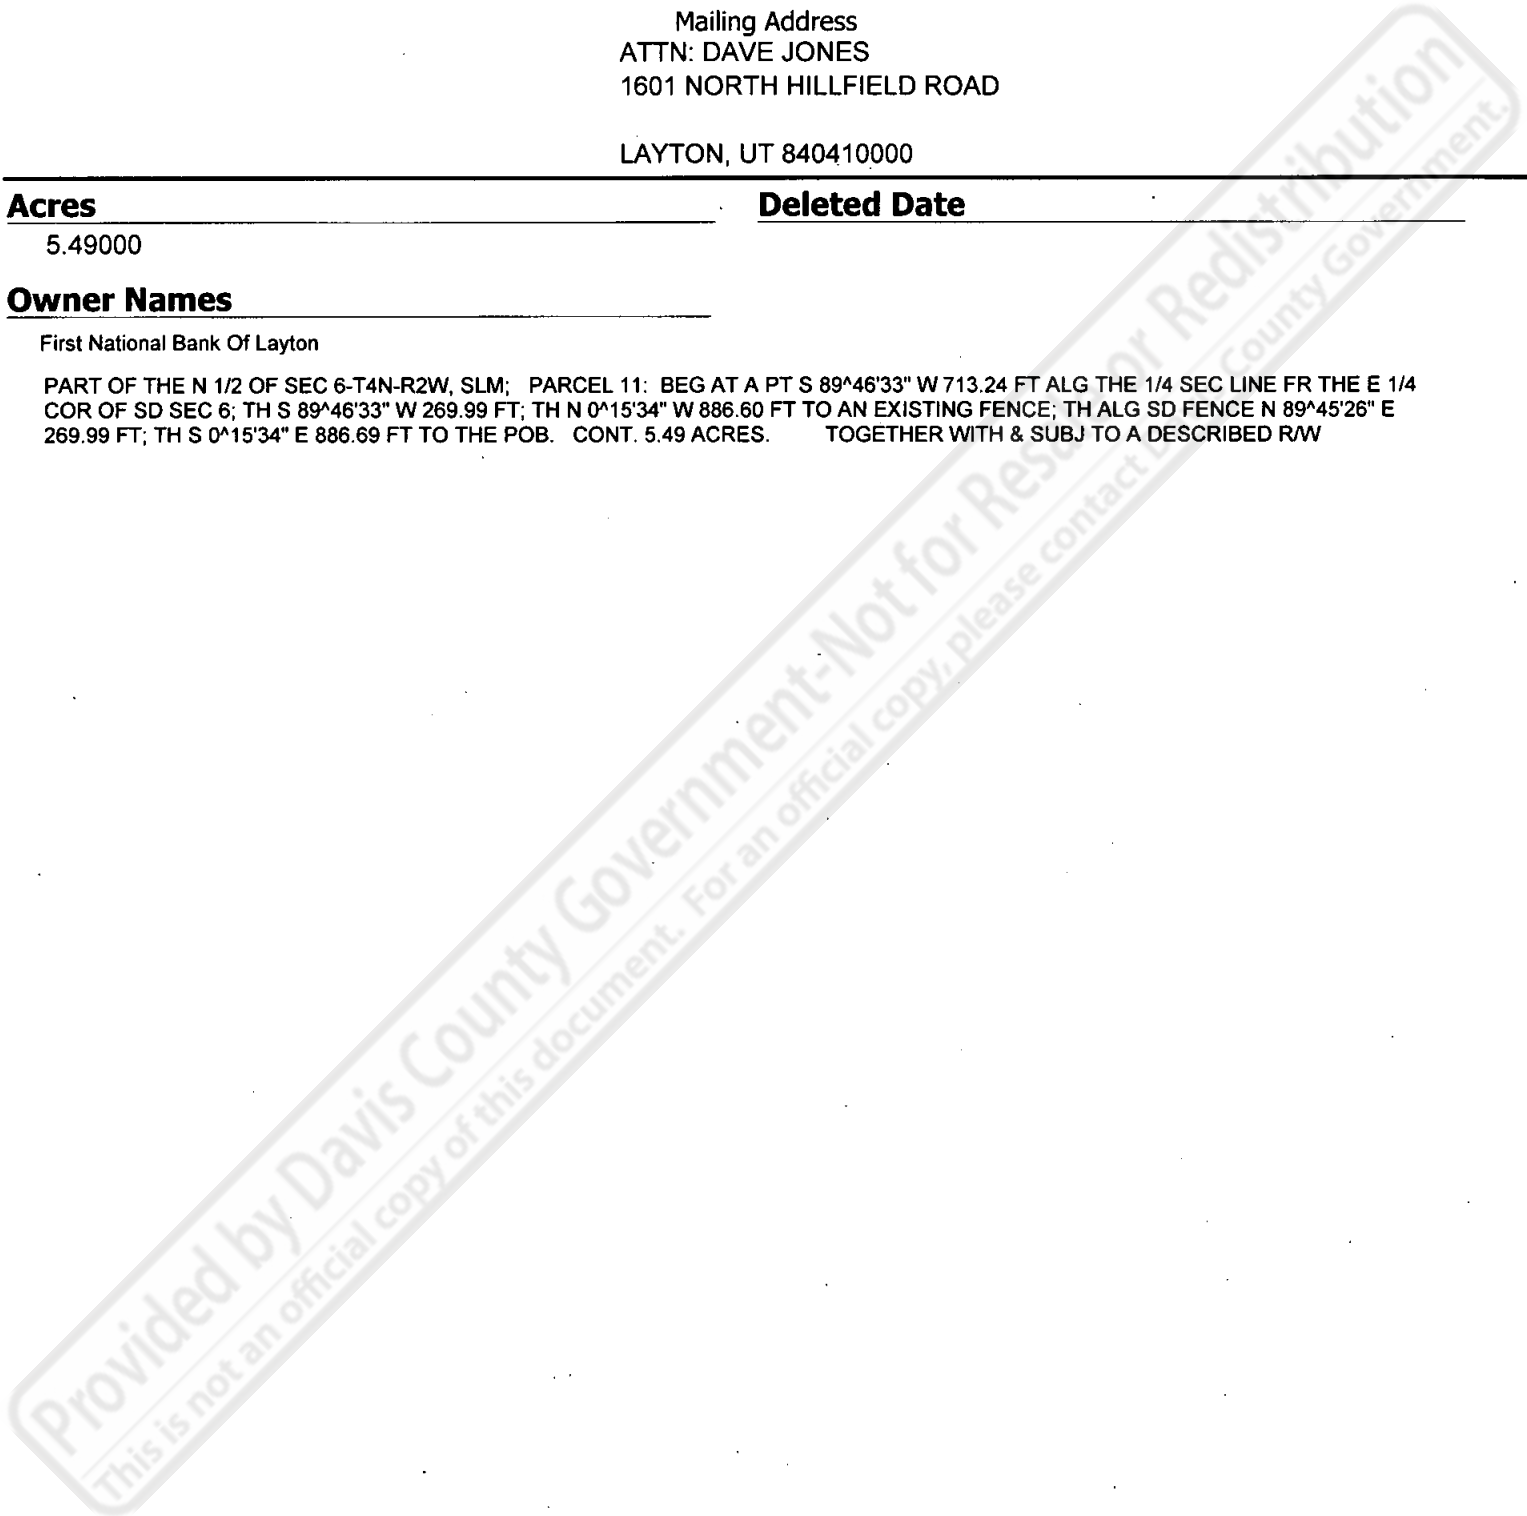 Mailing Address
ATTN: DAVE JONES
1601 NORTH HILLFIELD ROAD
LAYTON, UT 840410000
Acres
Deleted Date
5.49000
Owner Names
First National Bank Of Layton
PART OF THE N 1/2 OF SEC 6-T4N-R2W, SLM; PARCEL 11: BEG AT A PT S 89^46'33" W 713.24 FT ALG THE 1/4 SEC LINE FR THE E 1/4
COR OF SD SEC 6; TH S 89^46'33" W 269.99 FT; TH N 0^15'34" W 886.60 FT TO AN EXISTING FENCE; TH ALG SD FENCE N 89^45'26" E
269.99 FT; TH S 0^15'34" E 886.69 FT TO THE POB. CONT. 5.49 ACRES. TOGETHER WITH & SUBJ TO A DESCRIBED R/W
Provided by Davis County Government-Not for Resale or Redistribution
This is not an official copy of this document. For an official copy, please contact Davis County Government.